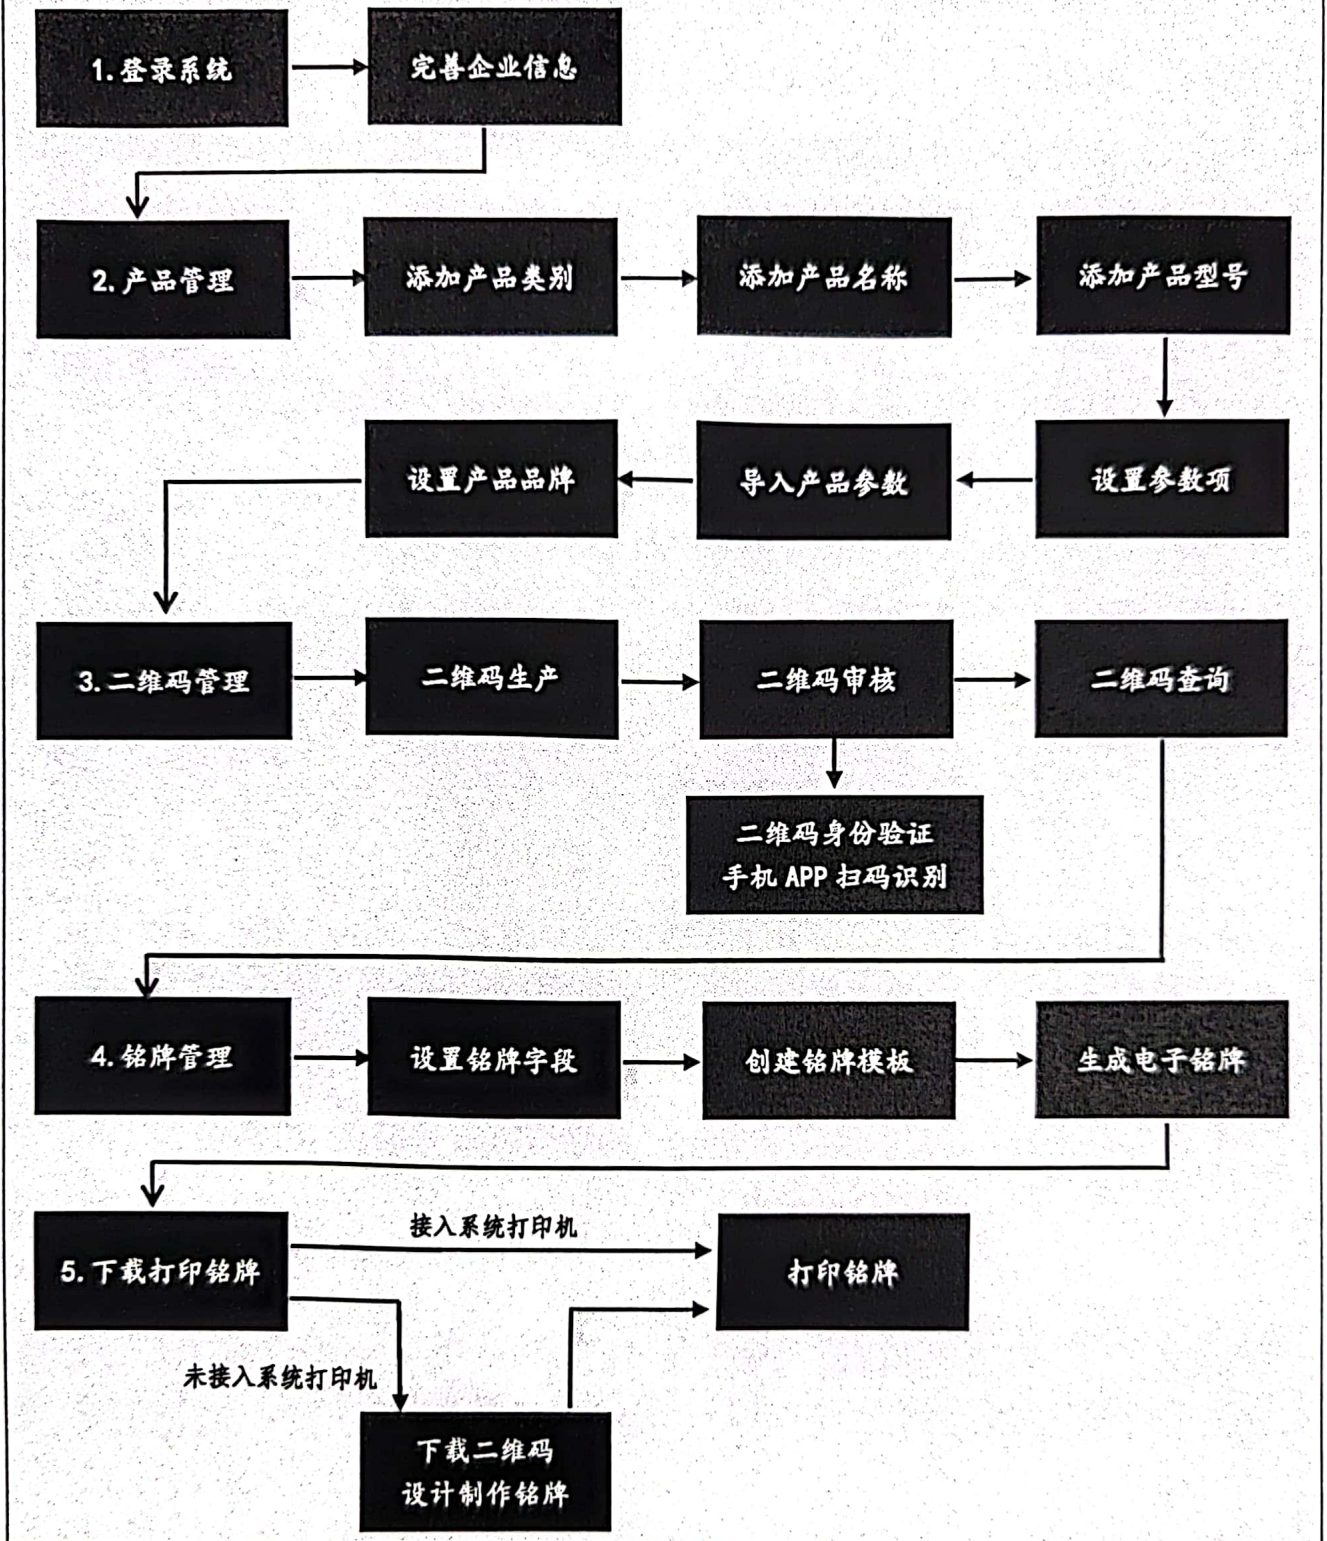 1. 登录系统
完善企业信息
2. 产品管理
添加产品类别
添加产品名称
添加产品型号
设置产品品牌
导入产品参数
设置参数项
3. 二维码管理
二维码生产
二维码审核
二维码查询
二维码身份验证
手机 APP 扫码识别
4. 铭牌管理
设置铭牌字段
创建铭牌模板
生成电子铭牌
接入系统打印机
5. 下载打印铭牌
打印铭牌
未接入系统打印机
下载二维码
设计制作铭牌